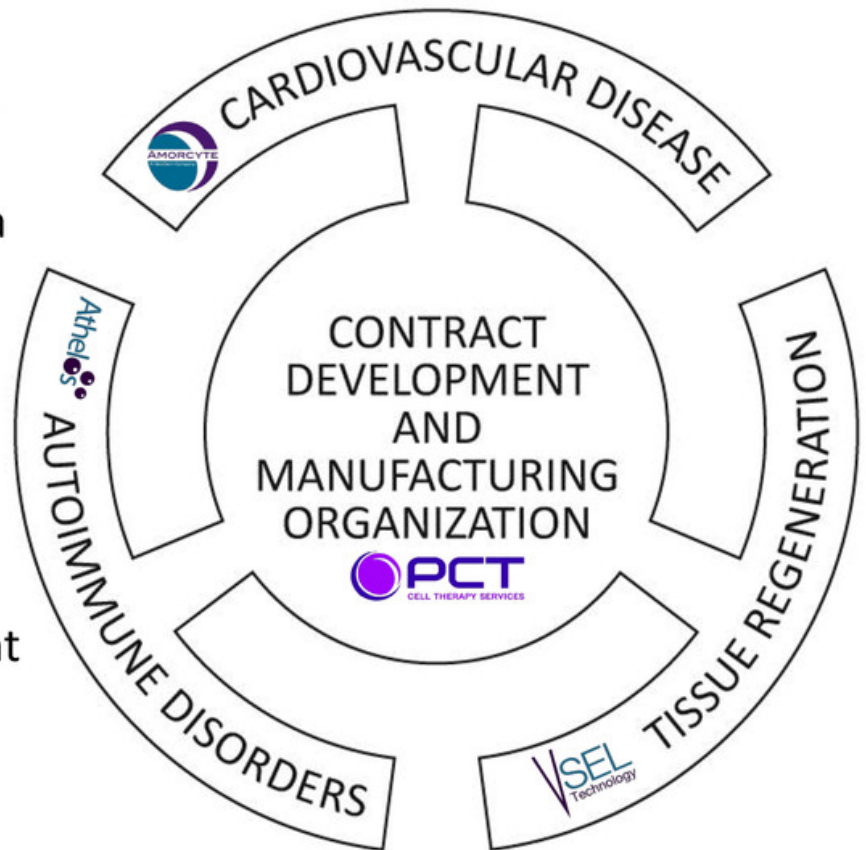 CARDIOVASCULAR DISEASE
AMORCYTE
Athelos
AUTOIMMUNE DISORDERS
CONTRACT
DEVELOPMENT
AND
MANUFACTURING
ORGANIZATION
PCT
CELL THERAPY SERVICES
TISSUE REGENERATION
VSEL
Technology